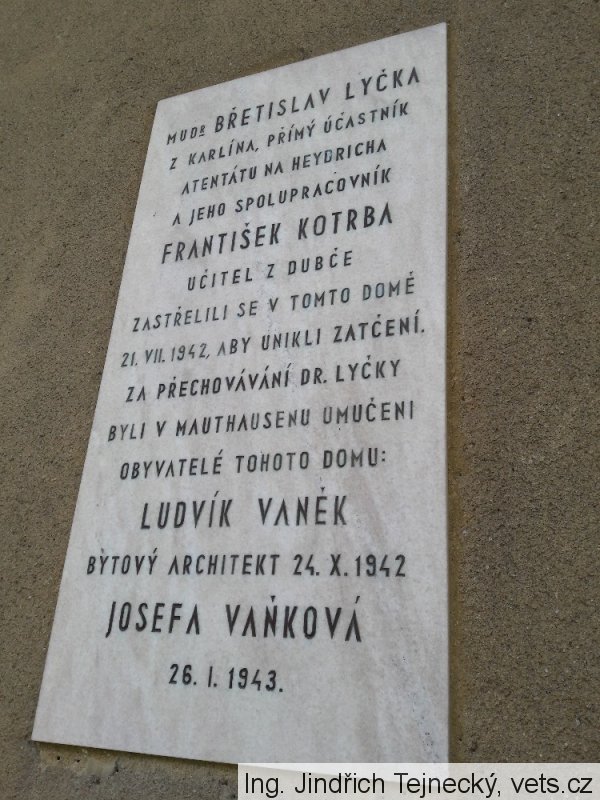 MUDR BŘETISLAV LYČKA
Z KARLÍNA, PŘÍMÝ ÚČASTNÍK
ATENTÁTU NA HEYDRICHA
A JEHO SPOLUPRACOVNÍK
FRANTIŠEK KOTRBA
UČITEL Z DUBČE
ZASTŘELILI SE V TOMTO DOMĚ
21. VII. 1942, ABY UNIKLI ZATČENÍ.
ZA PŘECHOVÁVÁNÍ DR. LYČKY
BYLI V MAUTHAUSENU UMUČENI
OBYVATELÉ TOHOTO DOMU:
LUDVÍK VANĚK
BYTOVÝ ARCHITEKT 24. X. 1942
JOSEFA VAŇKOVÁ
26. I. 1943.
Ing. Jindřich Tejnecký, vets.cz